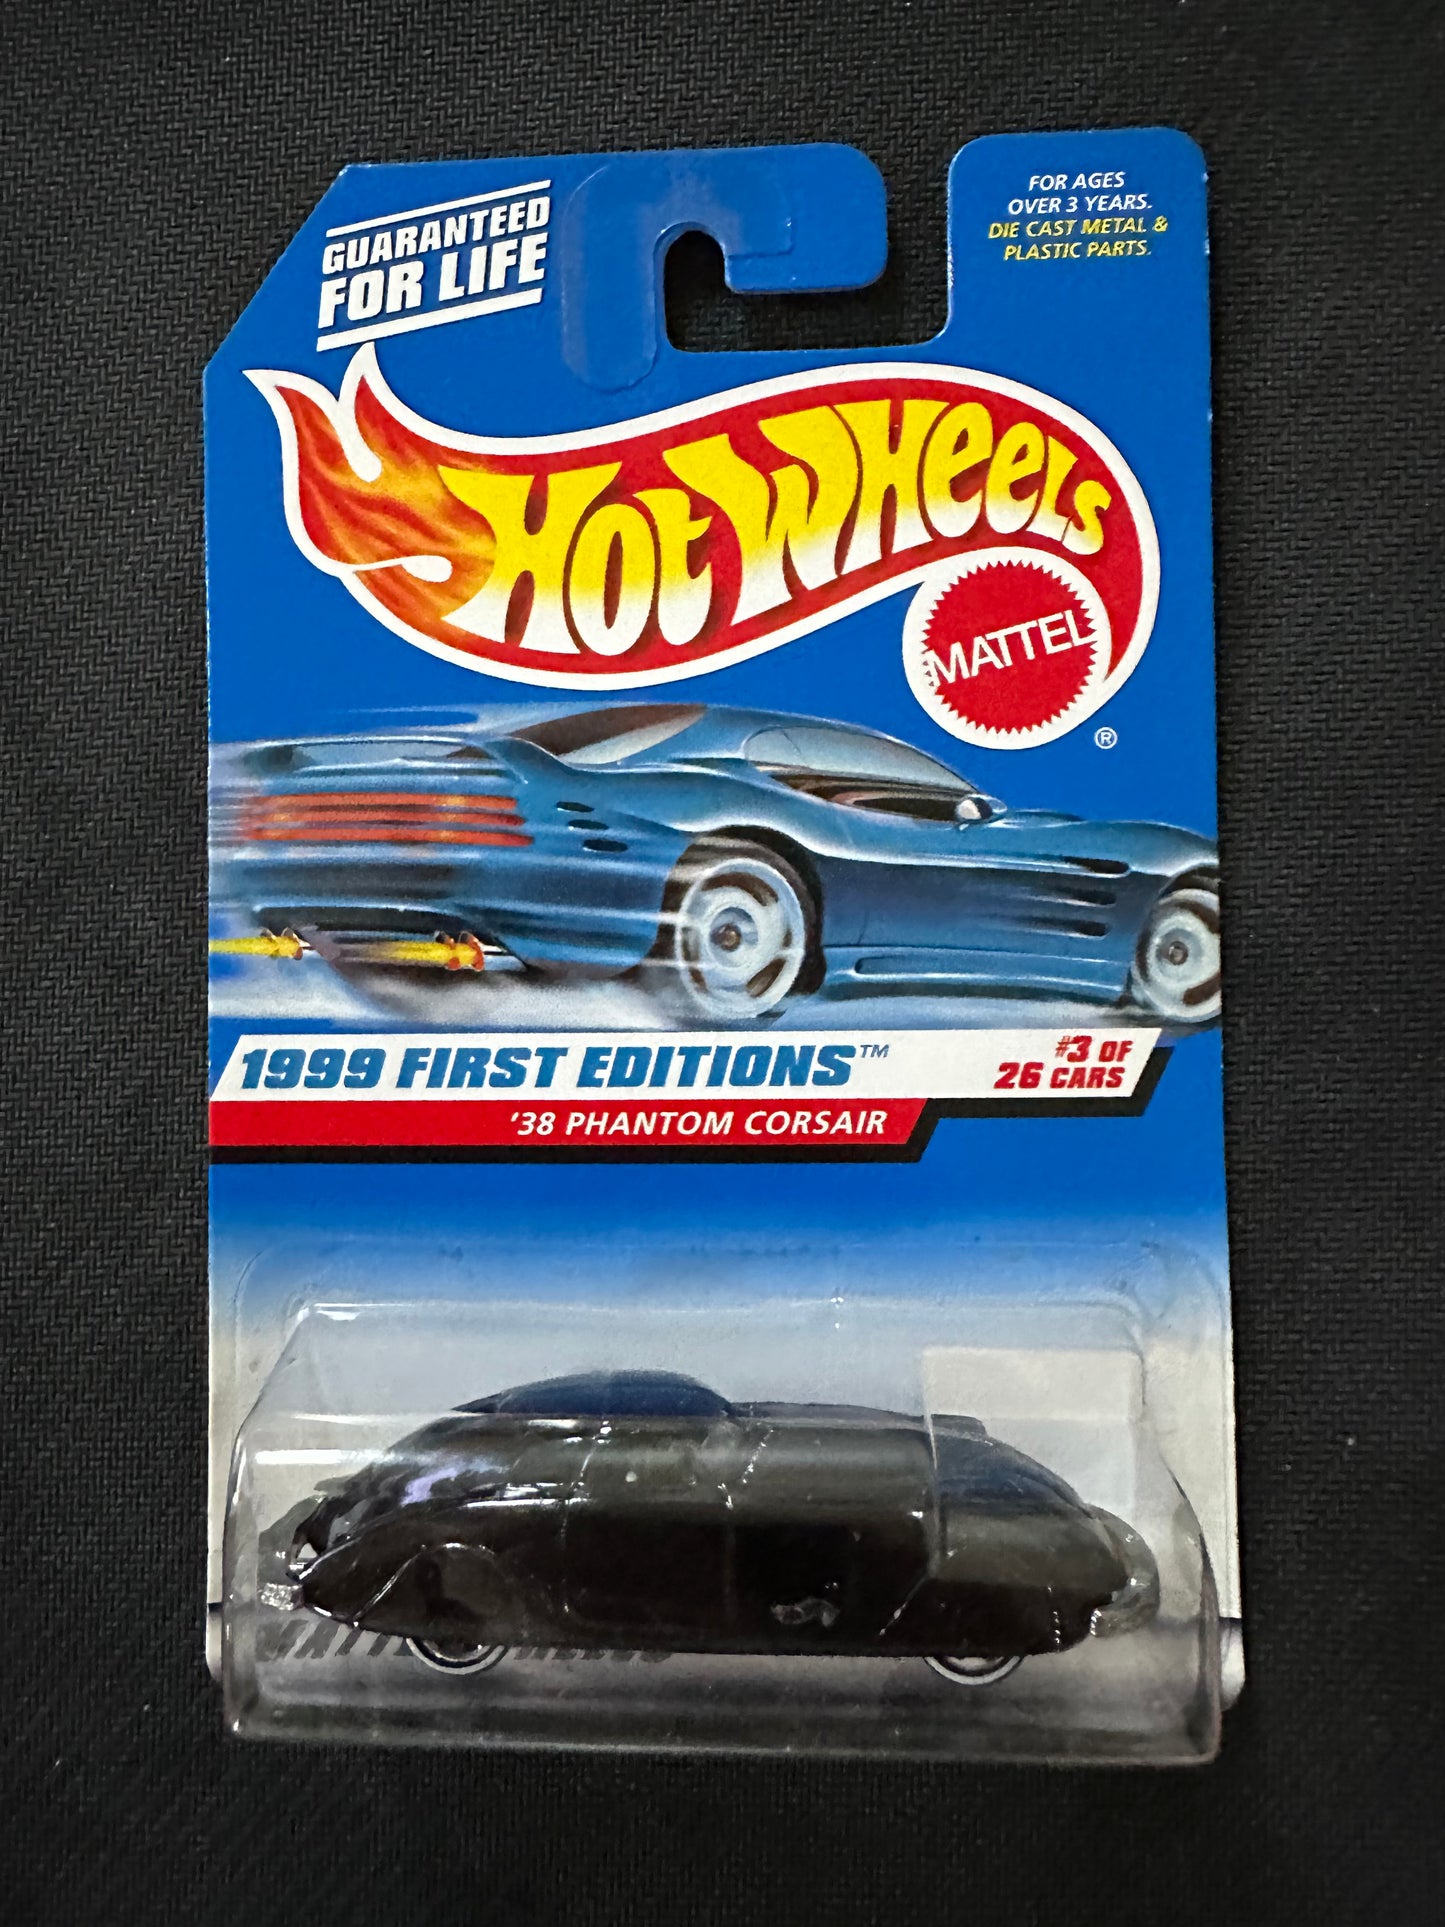 GUARANTEED
FOR LIFE
FOR AGES
OVER 3 YEARS.
DIE CAST METAL &
PLASTIC PARTS.
HOT WHEELS
MATTEL
®
1999 FIRST EDITIONS™
#3 OF
26 CARS
'38 PHANTOM CORSAIR